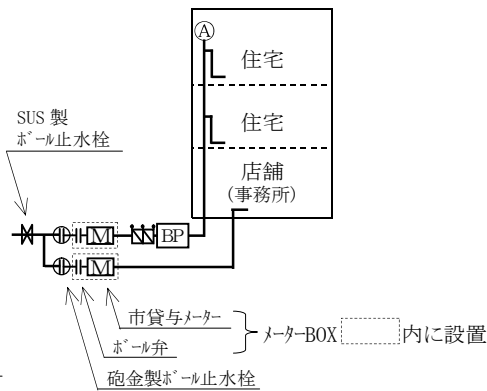 A
住宅
住宅
店舗
(事務所)
SUS 製
ﾎﾞｰﾙ止水栓
M
BP
M
市貸与ﾒｰﾀｰ
ﾎﾞｰﾙ弁
ﾒｰﾀｰBOX 内に設置
砲金製ﾎﾞｰﾙ止水栓